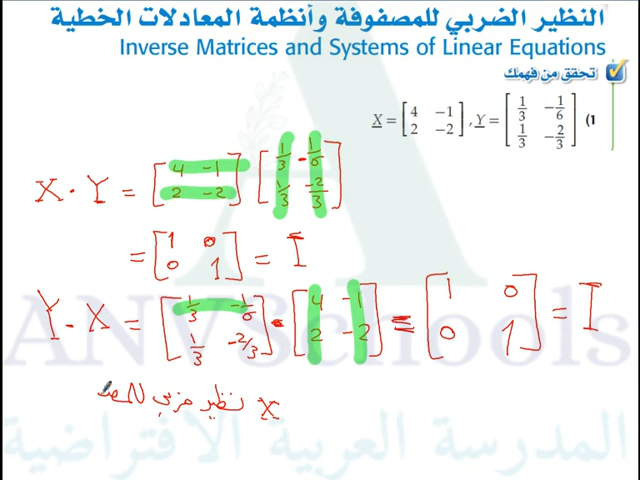 النظير الضربي للمصفوفة وأنظمة المعادلات الخطية
Inverse Matrices and Systems of Linear Equations
تحقق من فهمك
X = [4 -1; 2 -2], Y = [1/3 -1/6; 1/3 -2/3] (1
X · Y = [4 -1; 2 -2] [1/3 -1/6; 1/3 -2/3]
= [1 0; 0 1] = I
Y · X = [1/3 -1/6; 1/3 -2/3] · [4 -1; 2 -2] = [1 0; 0 1] = I
X نظير ضربي للمصف
ANV Schools
المدرسة العربية الافتراضية